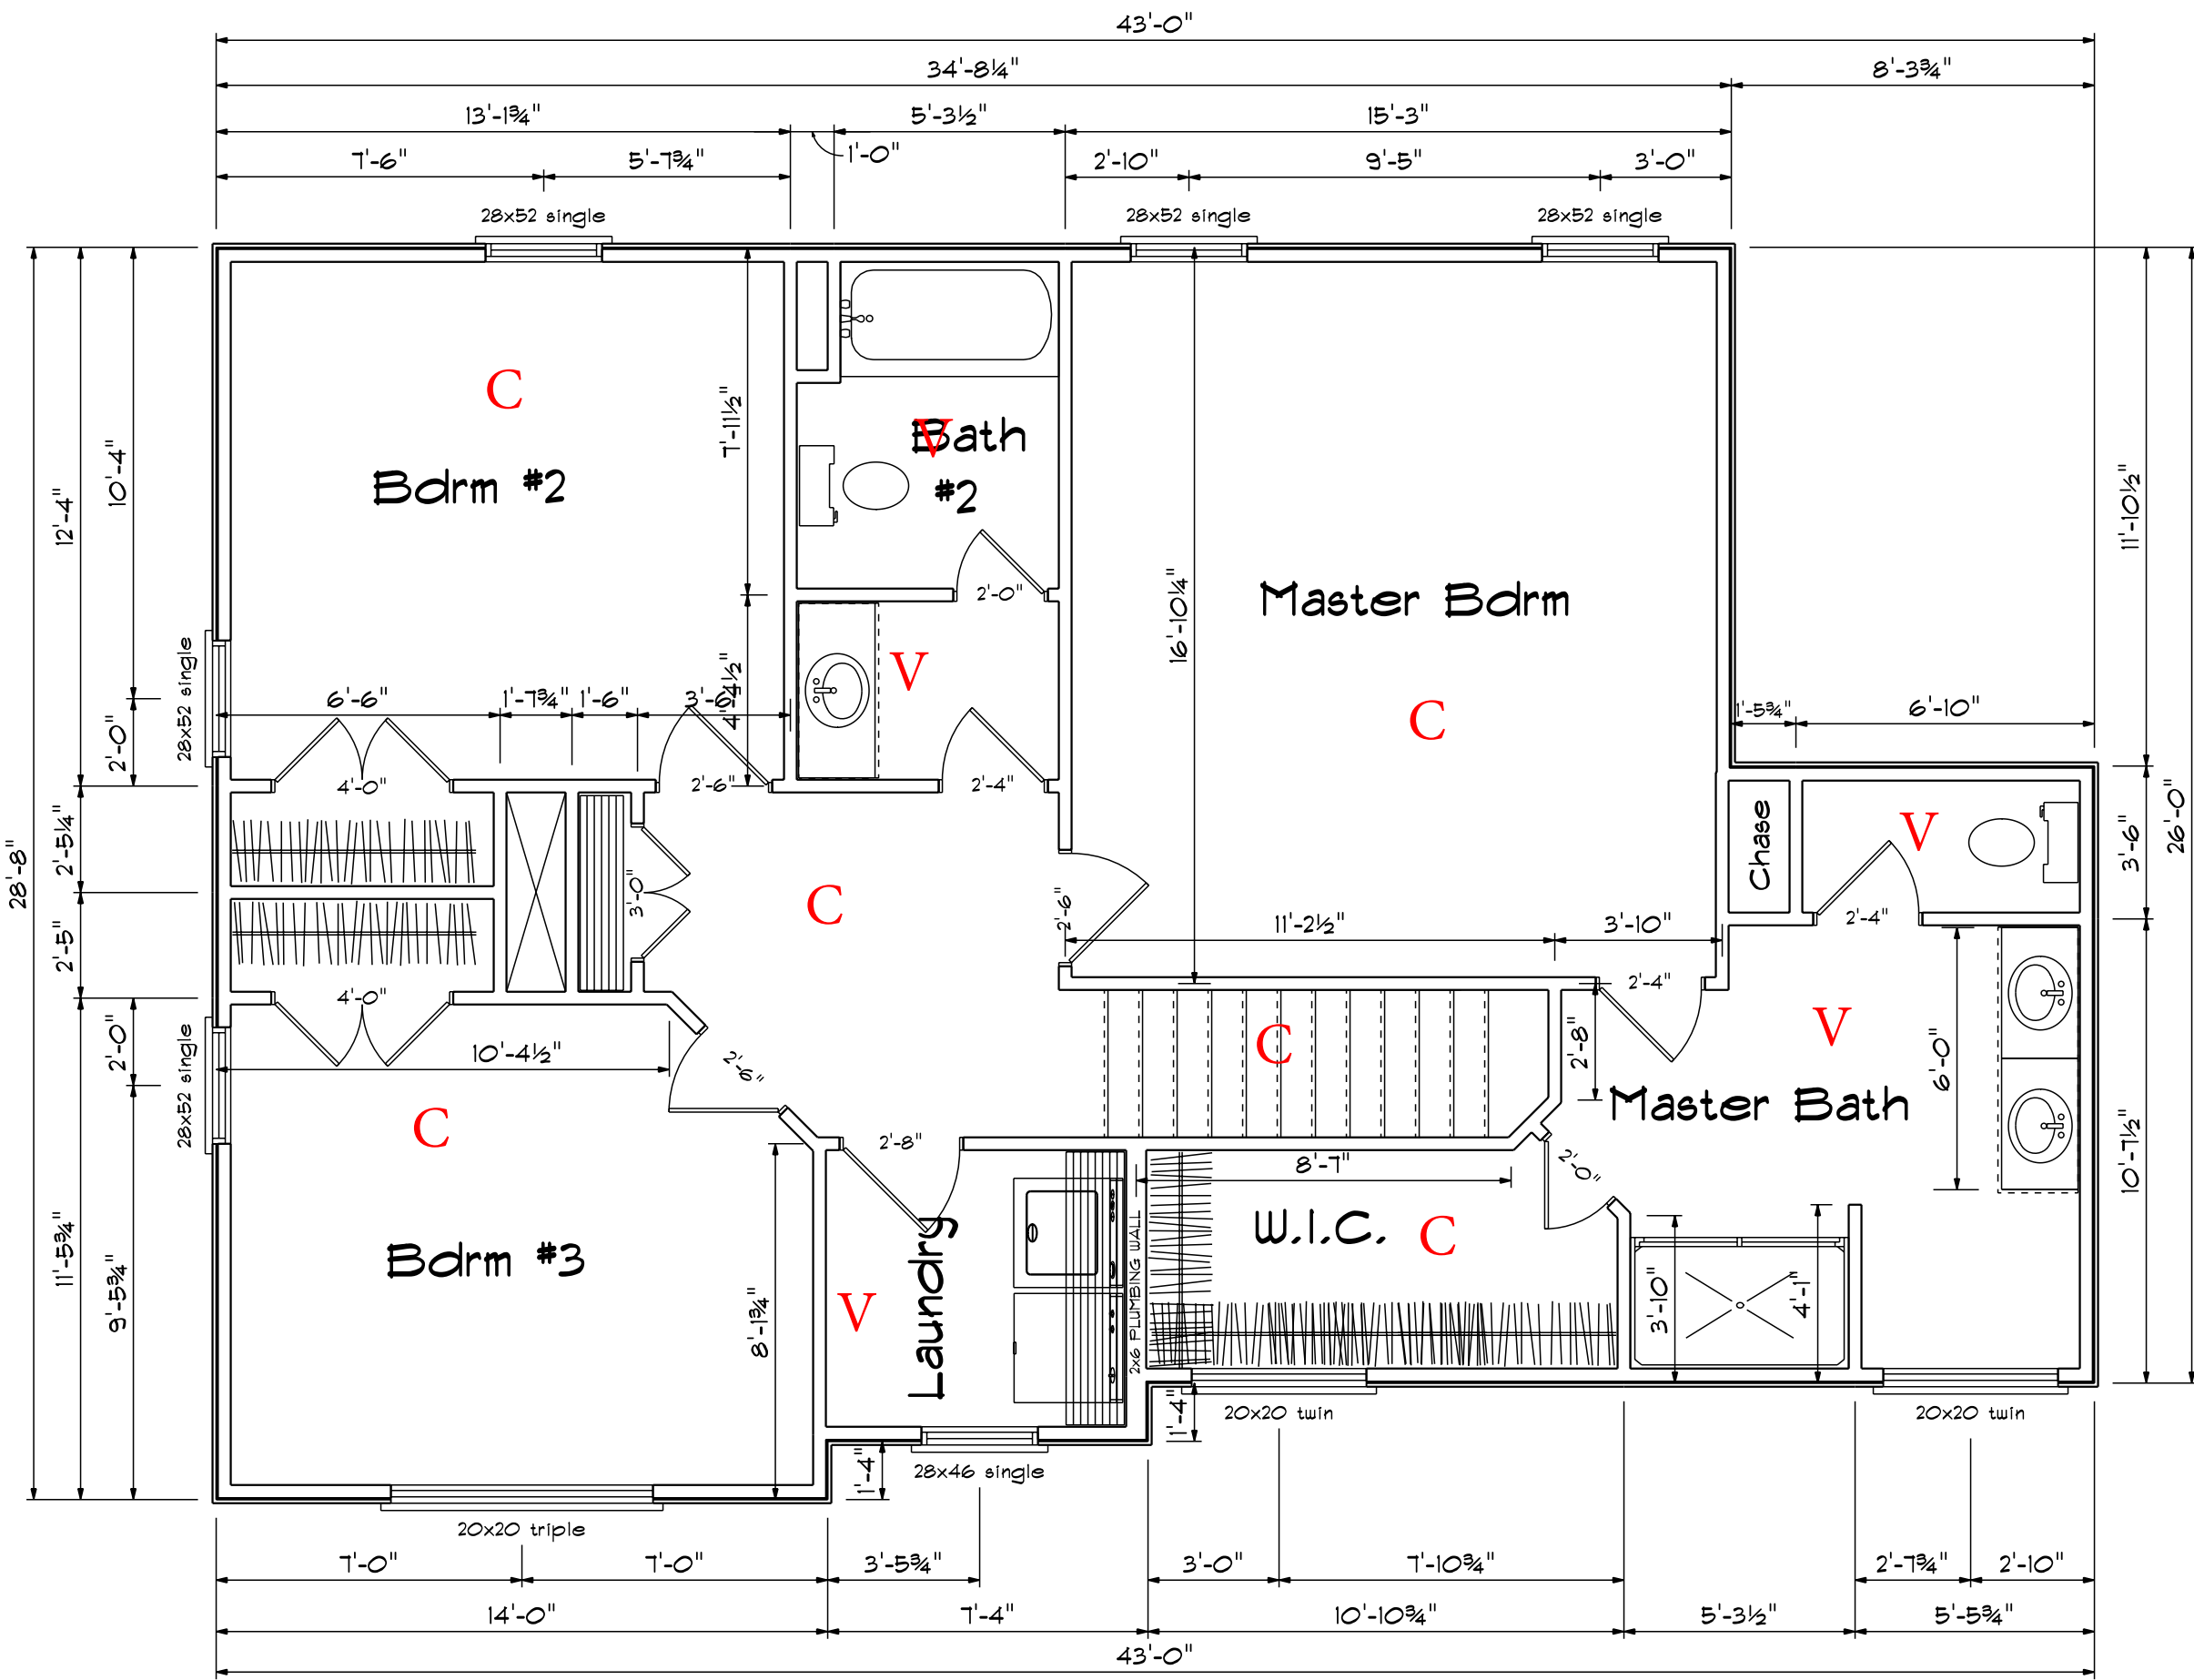 43'-0"
34'-8¼"
8'-3¾"
13'-1¾"
5'-3½"
15'-3"
7'-6"
5'-7¾"
1'-0"
2'-10"
9'-5"
3'-0"
28x52 single
28x52 single
28x52 single
C
Bdrm #2
V
Bath
#2
7'-11½"
10'-4"
12'-4"
11'-10½"
2'-0"
Master Bdrm
16'-10¼"
V
4'-4½"
C
28x52 single
6'-6"
1'-7¾"
1'-6"
3'-6"
1'-5¾"
6'-10"
2'-0"
4'-0"
2'-6"
2'-4"
28'-8"
2'-5¼"
Chase
V
3'-6"
26'-0"
3'-0"
C
2'-6"
11'-2½"
3'-10"
2'-4"
2'-5"
4'-0"
2'-4"
2'-0"
28x52 single
10'-4½"
2'-6"
C
2'-8"
V
6'-0"
Master Bath
C
2'-8"
8'-7"
2'-0"
10'-7½"
11'-5¾"
9'-5¾"
Bdrm #3
8'-1¾"
V
Laundry
2x6 PLUMBING WALL
W.I.C.
C
3'-10"
4'-1"
1'-4"
20x20 twin
20x20 twin
1'-4"
28x46 single
20x20 triple
7'-0"
7'-0"
3'-5¾"
3'-0"
7'-10¾"
2'-7¾"
2'-10"
14'-0"
7'-4"
10'-10¾"
5'-3½"
5'-5¾"
43'-0"